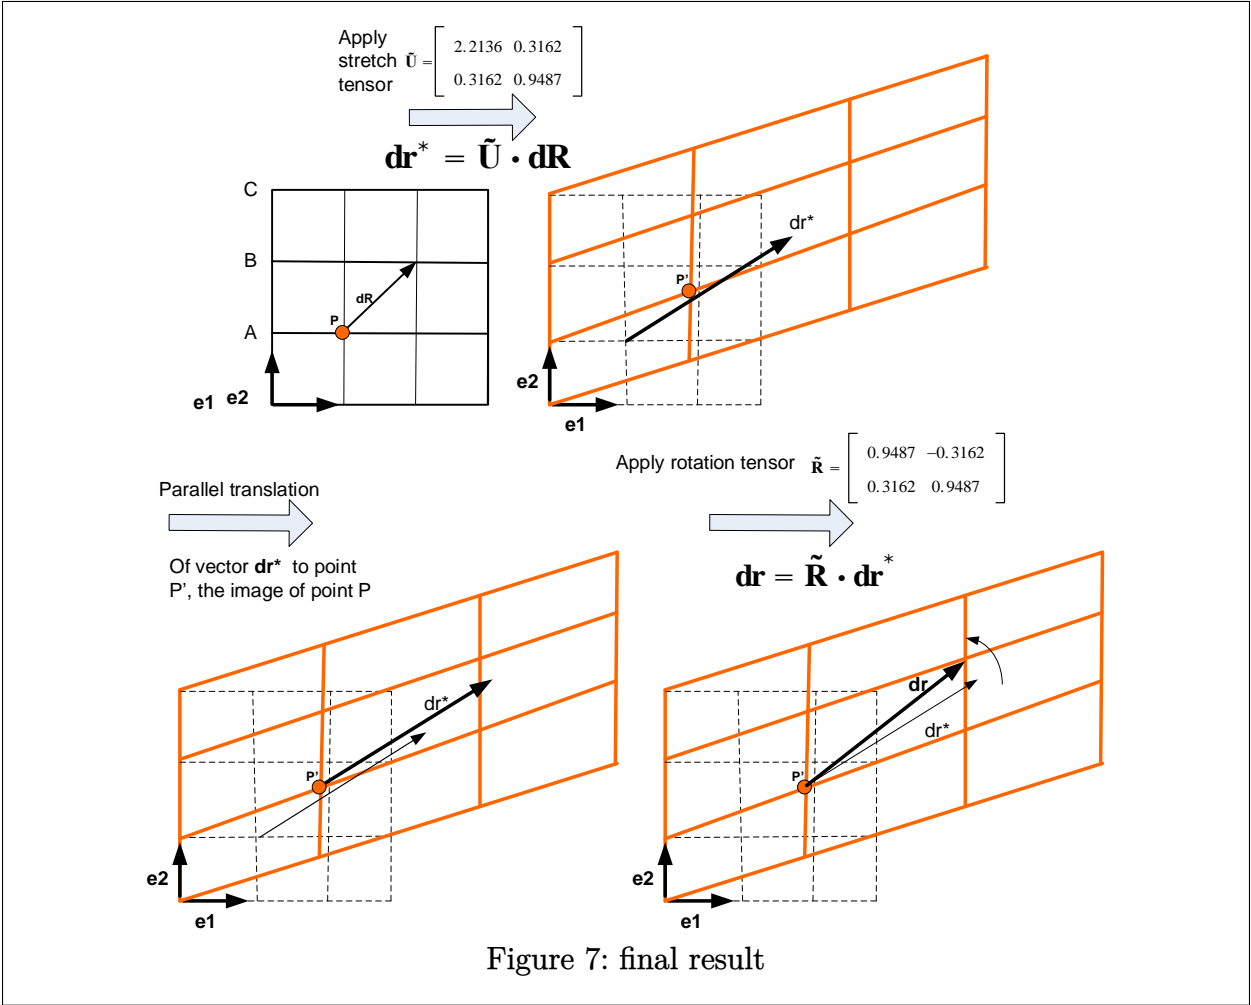 Apply
stretch Ũ =
tensor
2.2136 0.3162
0.3162 0.9487
dr* = Ũ · dR
C
B
A
dR
P
e1 e2
dr*
P'
e2
e1
Apply rotation tensor R̃ =
0.9487 −0.3162
0.3162 0.9487
Parallel translation
Of vector dr* to point
P', the image of point P
dr = R̃ · dr*
dr*
P'
e2
e1
dr
dr*
P'
e2
e1
Figure 7: final result